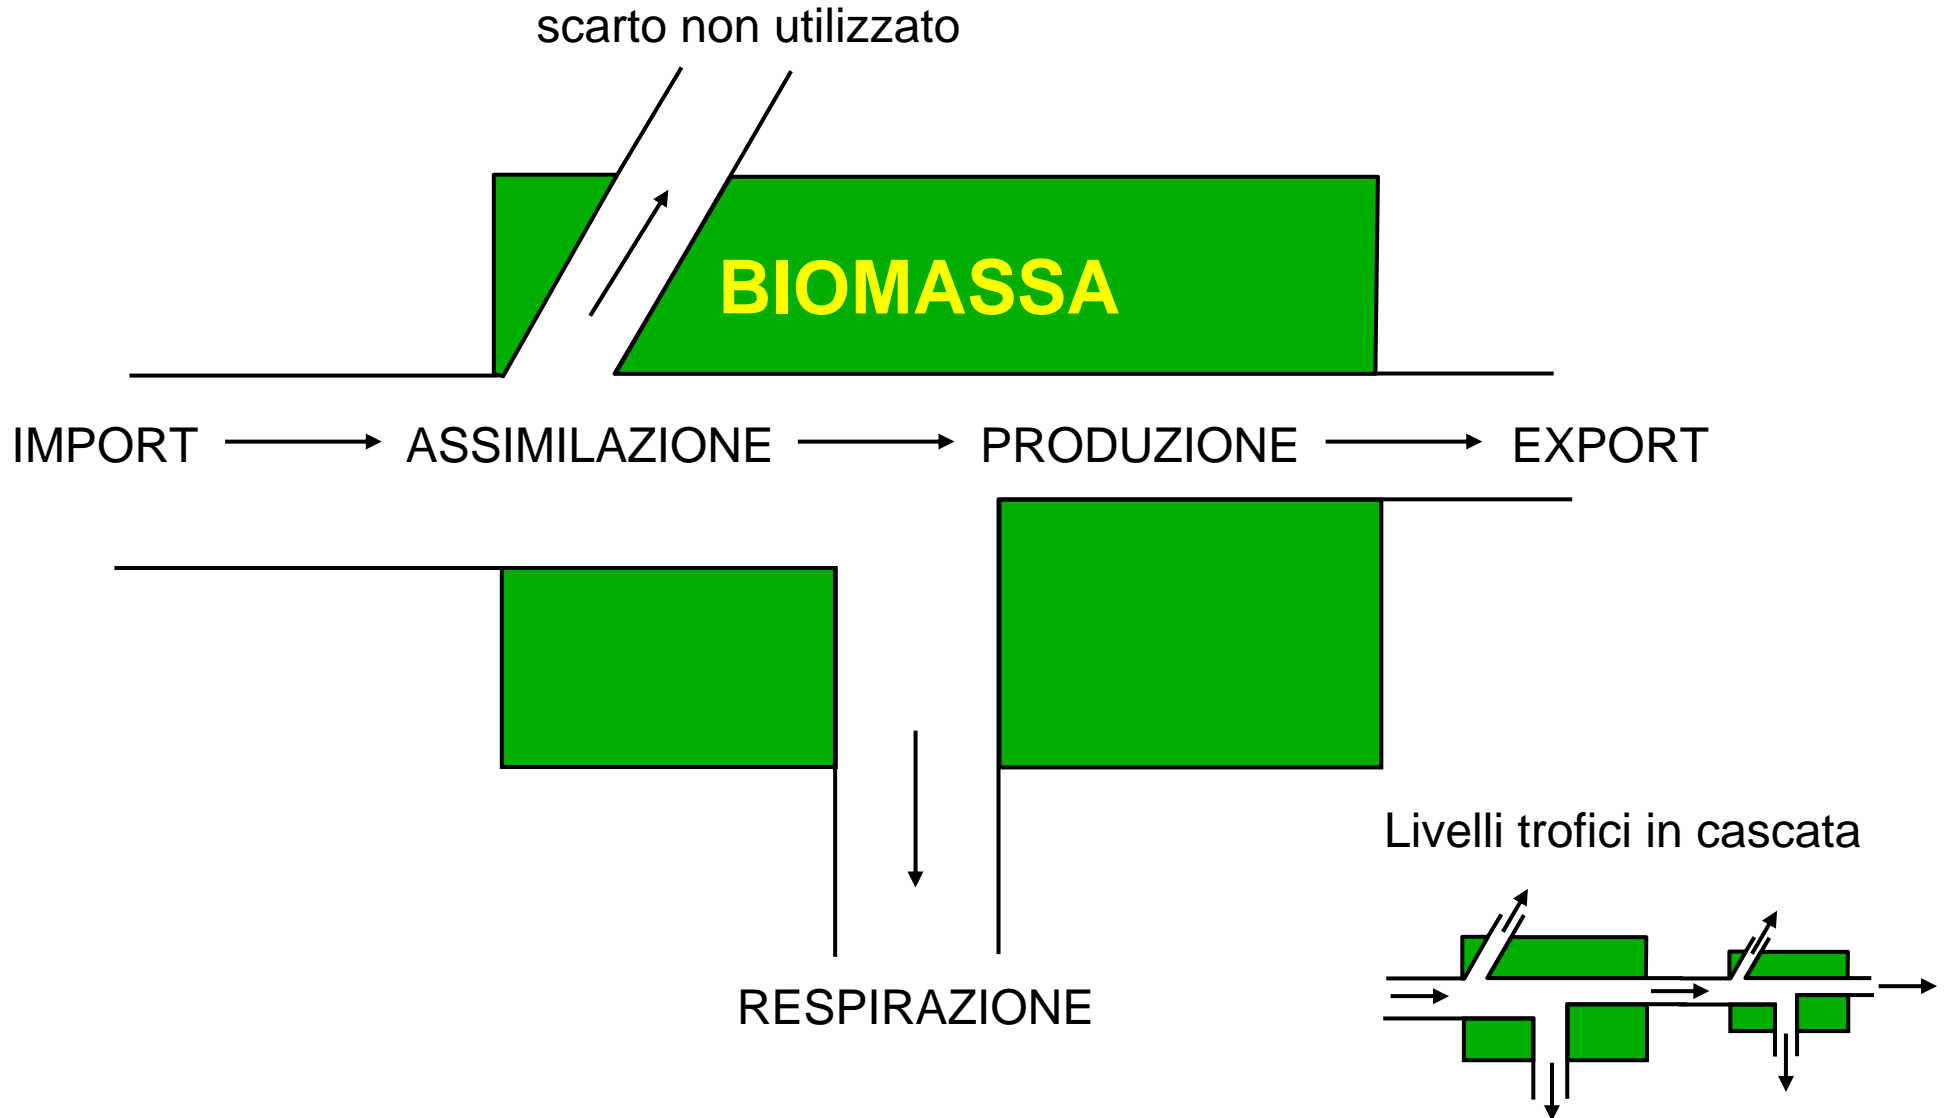 scarto non utilizzato
BIOMASSA
IMPORT ASSIMILAZIONE PRODUZIONE EXPORT
Livelli trofici in cascata
RESPIRAZIONE